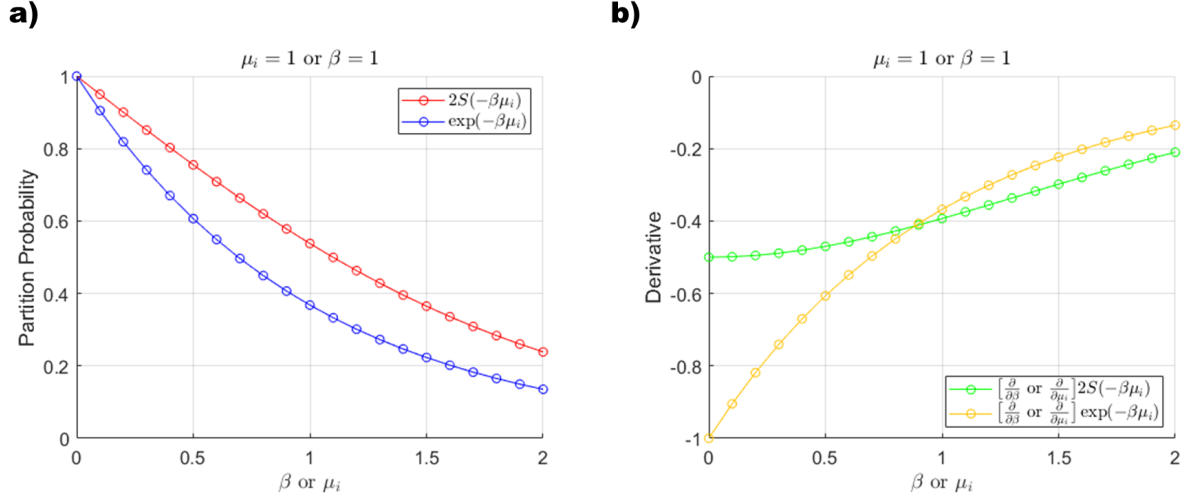 a)
μ_i = 1 or β = 1
Partition Probability
1
0.8
0.6
0.4
0.2
0
2S(−βμ_i)
exp(−βμ_i)
0 0.5 1 1.5 2
β or μ_i
b)
μ_i = 1 or β = 1
Derivative
0
-0.2
-0.4
-0.6
-0.8
-1
[∂/∂β or ∂/∂μ_i] 2S(−βμ_i)
[∂/∂β or ∂/∂μ_i] exp(−βμ_i)
0 0.5 1 1.5 2
β or μ_i